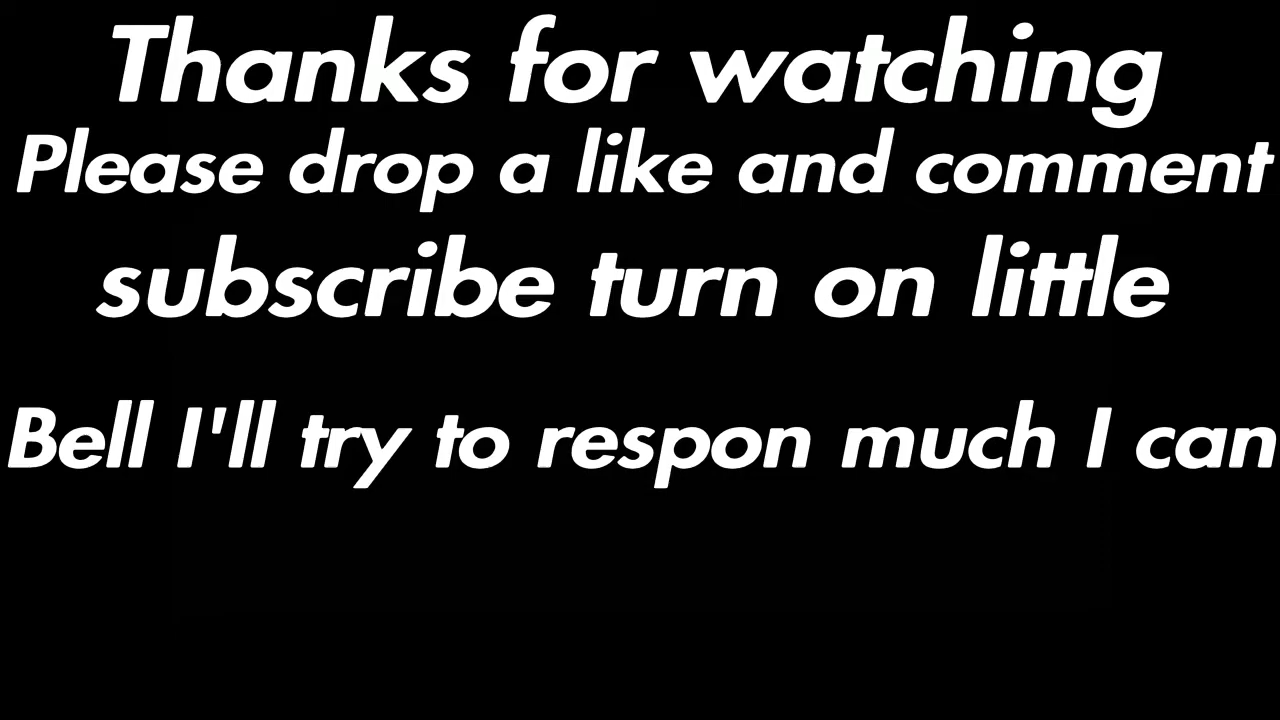 Thanks for watching
Please drop a like and comment
subscribe turn on little
Bell I'll try to respon much I can